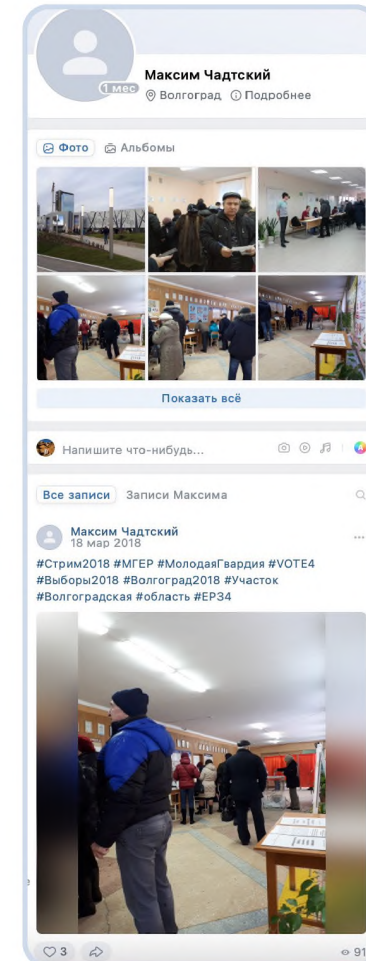 1 мес
Максим Чадтский
Волгоград Подробнее
Фото Альбомы
Показать всё
Напишите что-нибудь...
Все записи Записи Максима
Максим Чадтский
18 мар 2018
#Стрим2018 #МГЕР #МолодаяГвардия #VOTE4
#Выборы2018 #Волгоград2018 #Участок
#Волгоградская #область #ЕР34
3 91